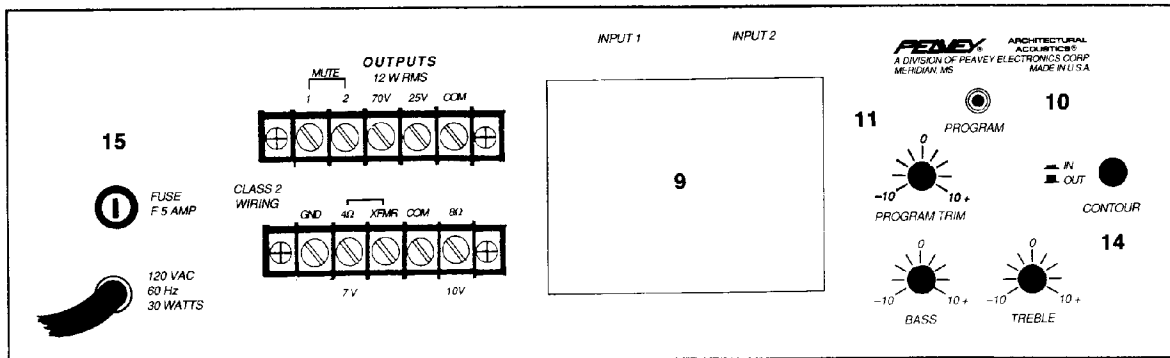 INPUT 1 INPUT 2
PEAVEY® ARCHITECTURAL ACOUSTICS®
A DIVISION OF PEAVEY ELECTRONICS CORP
MERIDIAN, MS MADE IN U.S.A.
OUTPUTS
12 W RMS
MUTE
1 2 70V 25V COM
15
FUSE
F.5 AMP
CLASS 2
WIRING
GND 4Ω XFMR COM 8Ω
7V 10V
120 VAC
60 Hz
30 WATTS
9
10
PROGRAM
11
0
-10 10 +
PROGRAM TRIM
IN
OUT
CONTOUR
14
0
-10 10 +
BASS
0
-10 10 +
TREBLE